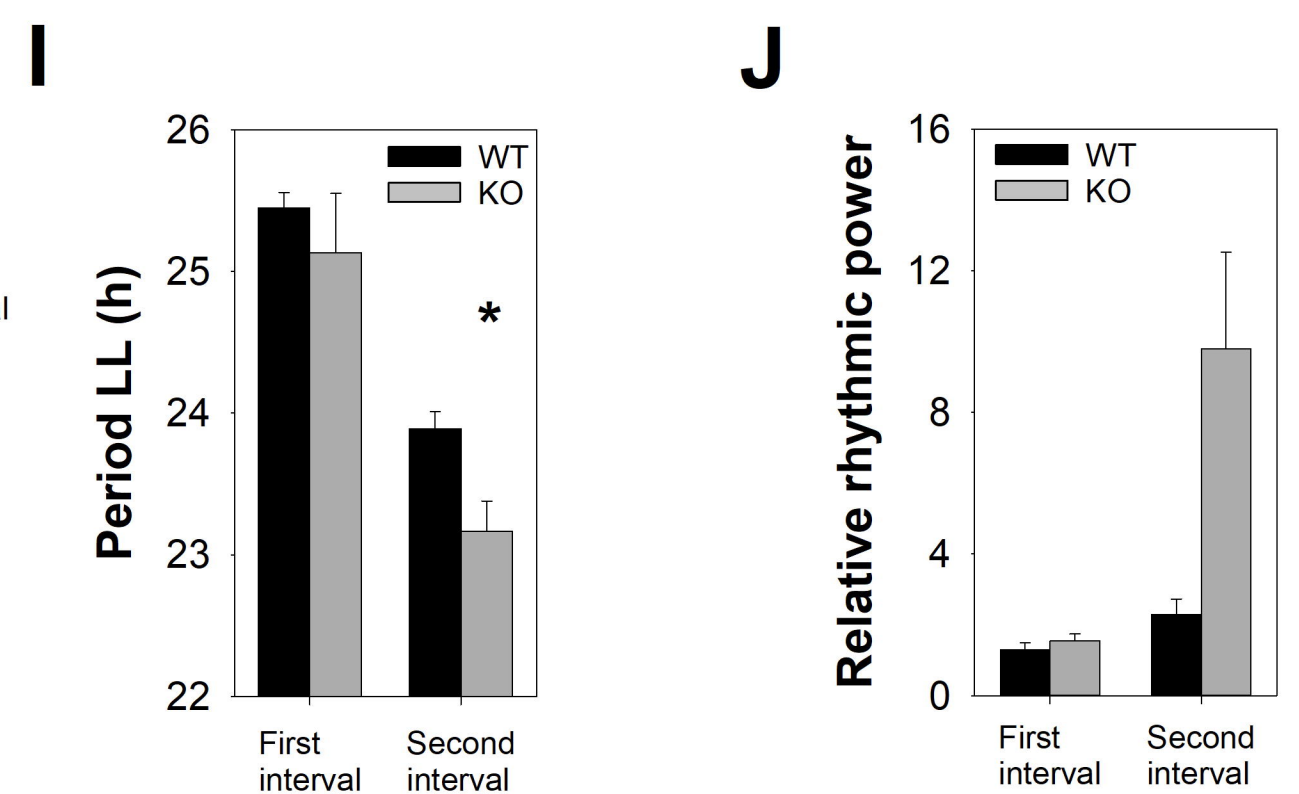 I
J
26
25
24
23
22
Period LL (h)
WT
KO
*
First
interval
Second
interval
16
12
8
4
0
Relative rhythmic power
WT
KO
First
interval
Second
interval